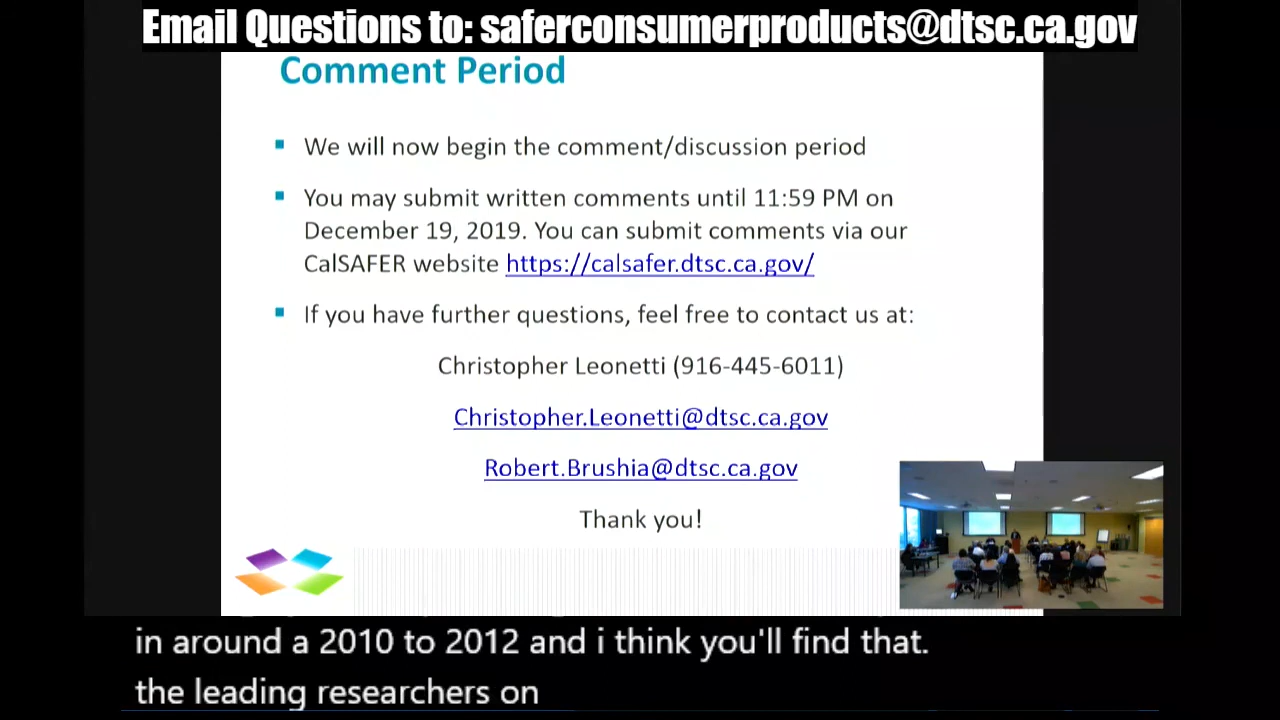 Email Questions to: saferconsumerproducts@dtsc.ca.gov
Comment Period
We will now begin the comment/discussion period
You may submit written comments until 11:59 PM on
December 19, 2019. You can submit comments via our
CalSAFER website https://calsafer.dtsc.ca.gov/
If you have further questions, feel free to contact us at:
Christopher Leonetti (916-445-6011)
Christopher.Leonetti@dtsc.ca.gov
Robert.Brushia@dtsc.ca.gov
Thank you!
in around a 2010 to 2012 and i think you'll find that.
the leading researchers on